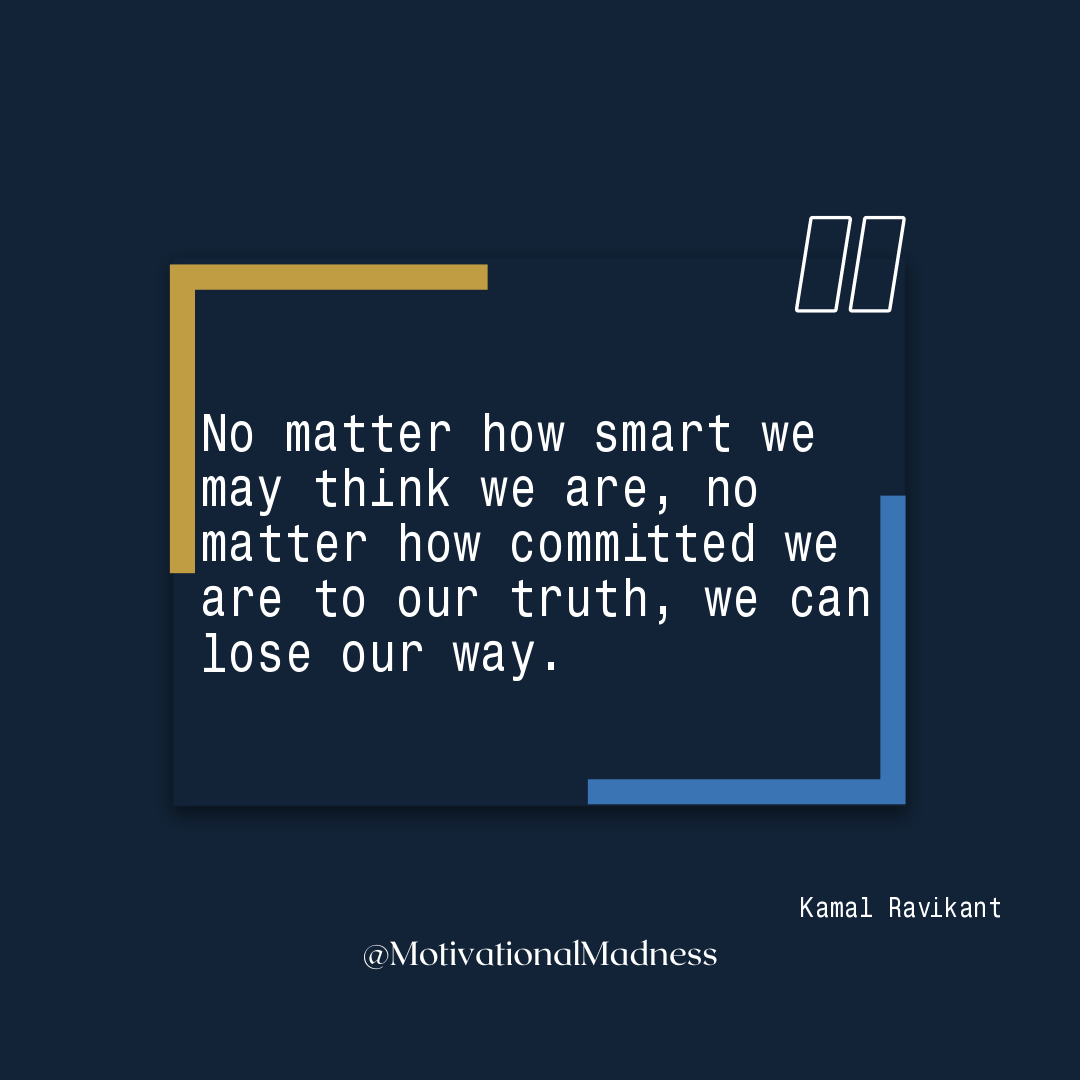 No matter how smart we
may think we are, no
matter how committed we
are to our truth, we can
lose our way.
Kamal Ravikant
@MotivationalMadness